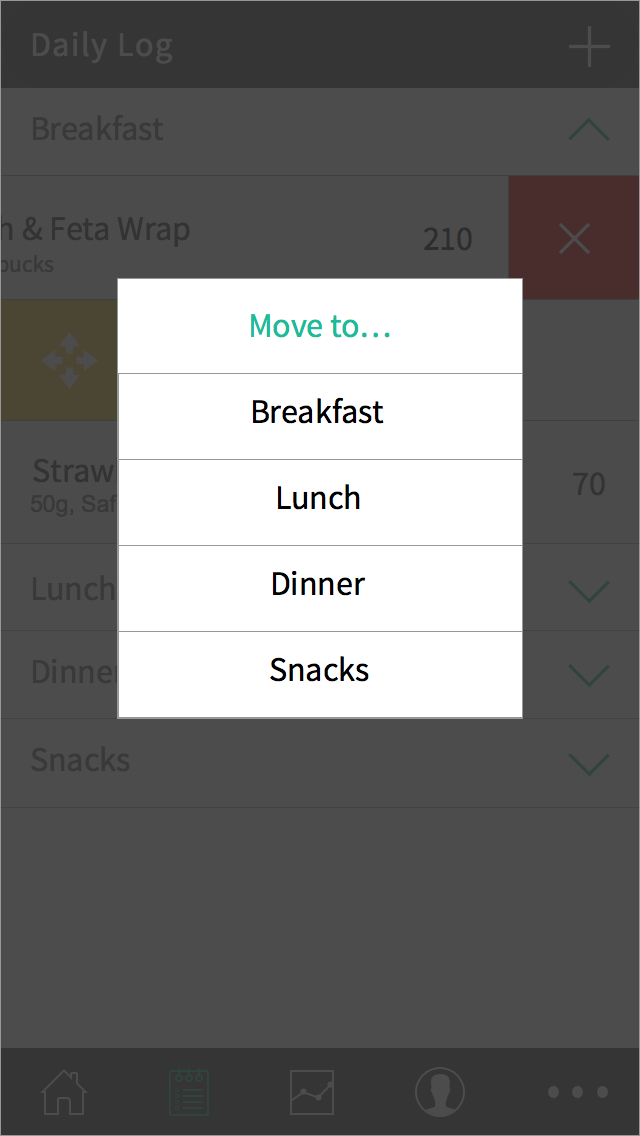 Daily Log
Breakfast
h & Feta Wrap
210
bucks
Move to...
Breakfast
Lunch
Dinner
Snacks
Straw
70
50g, Saf
Lunch
Dinner
Snacks